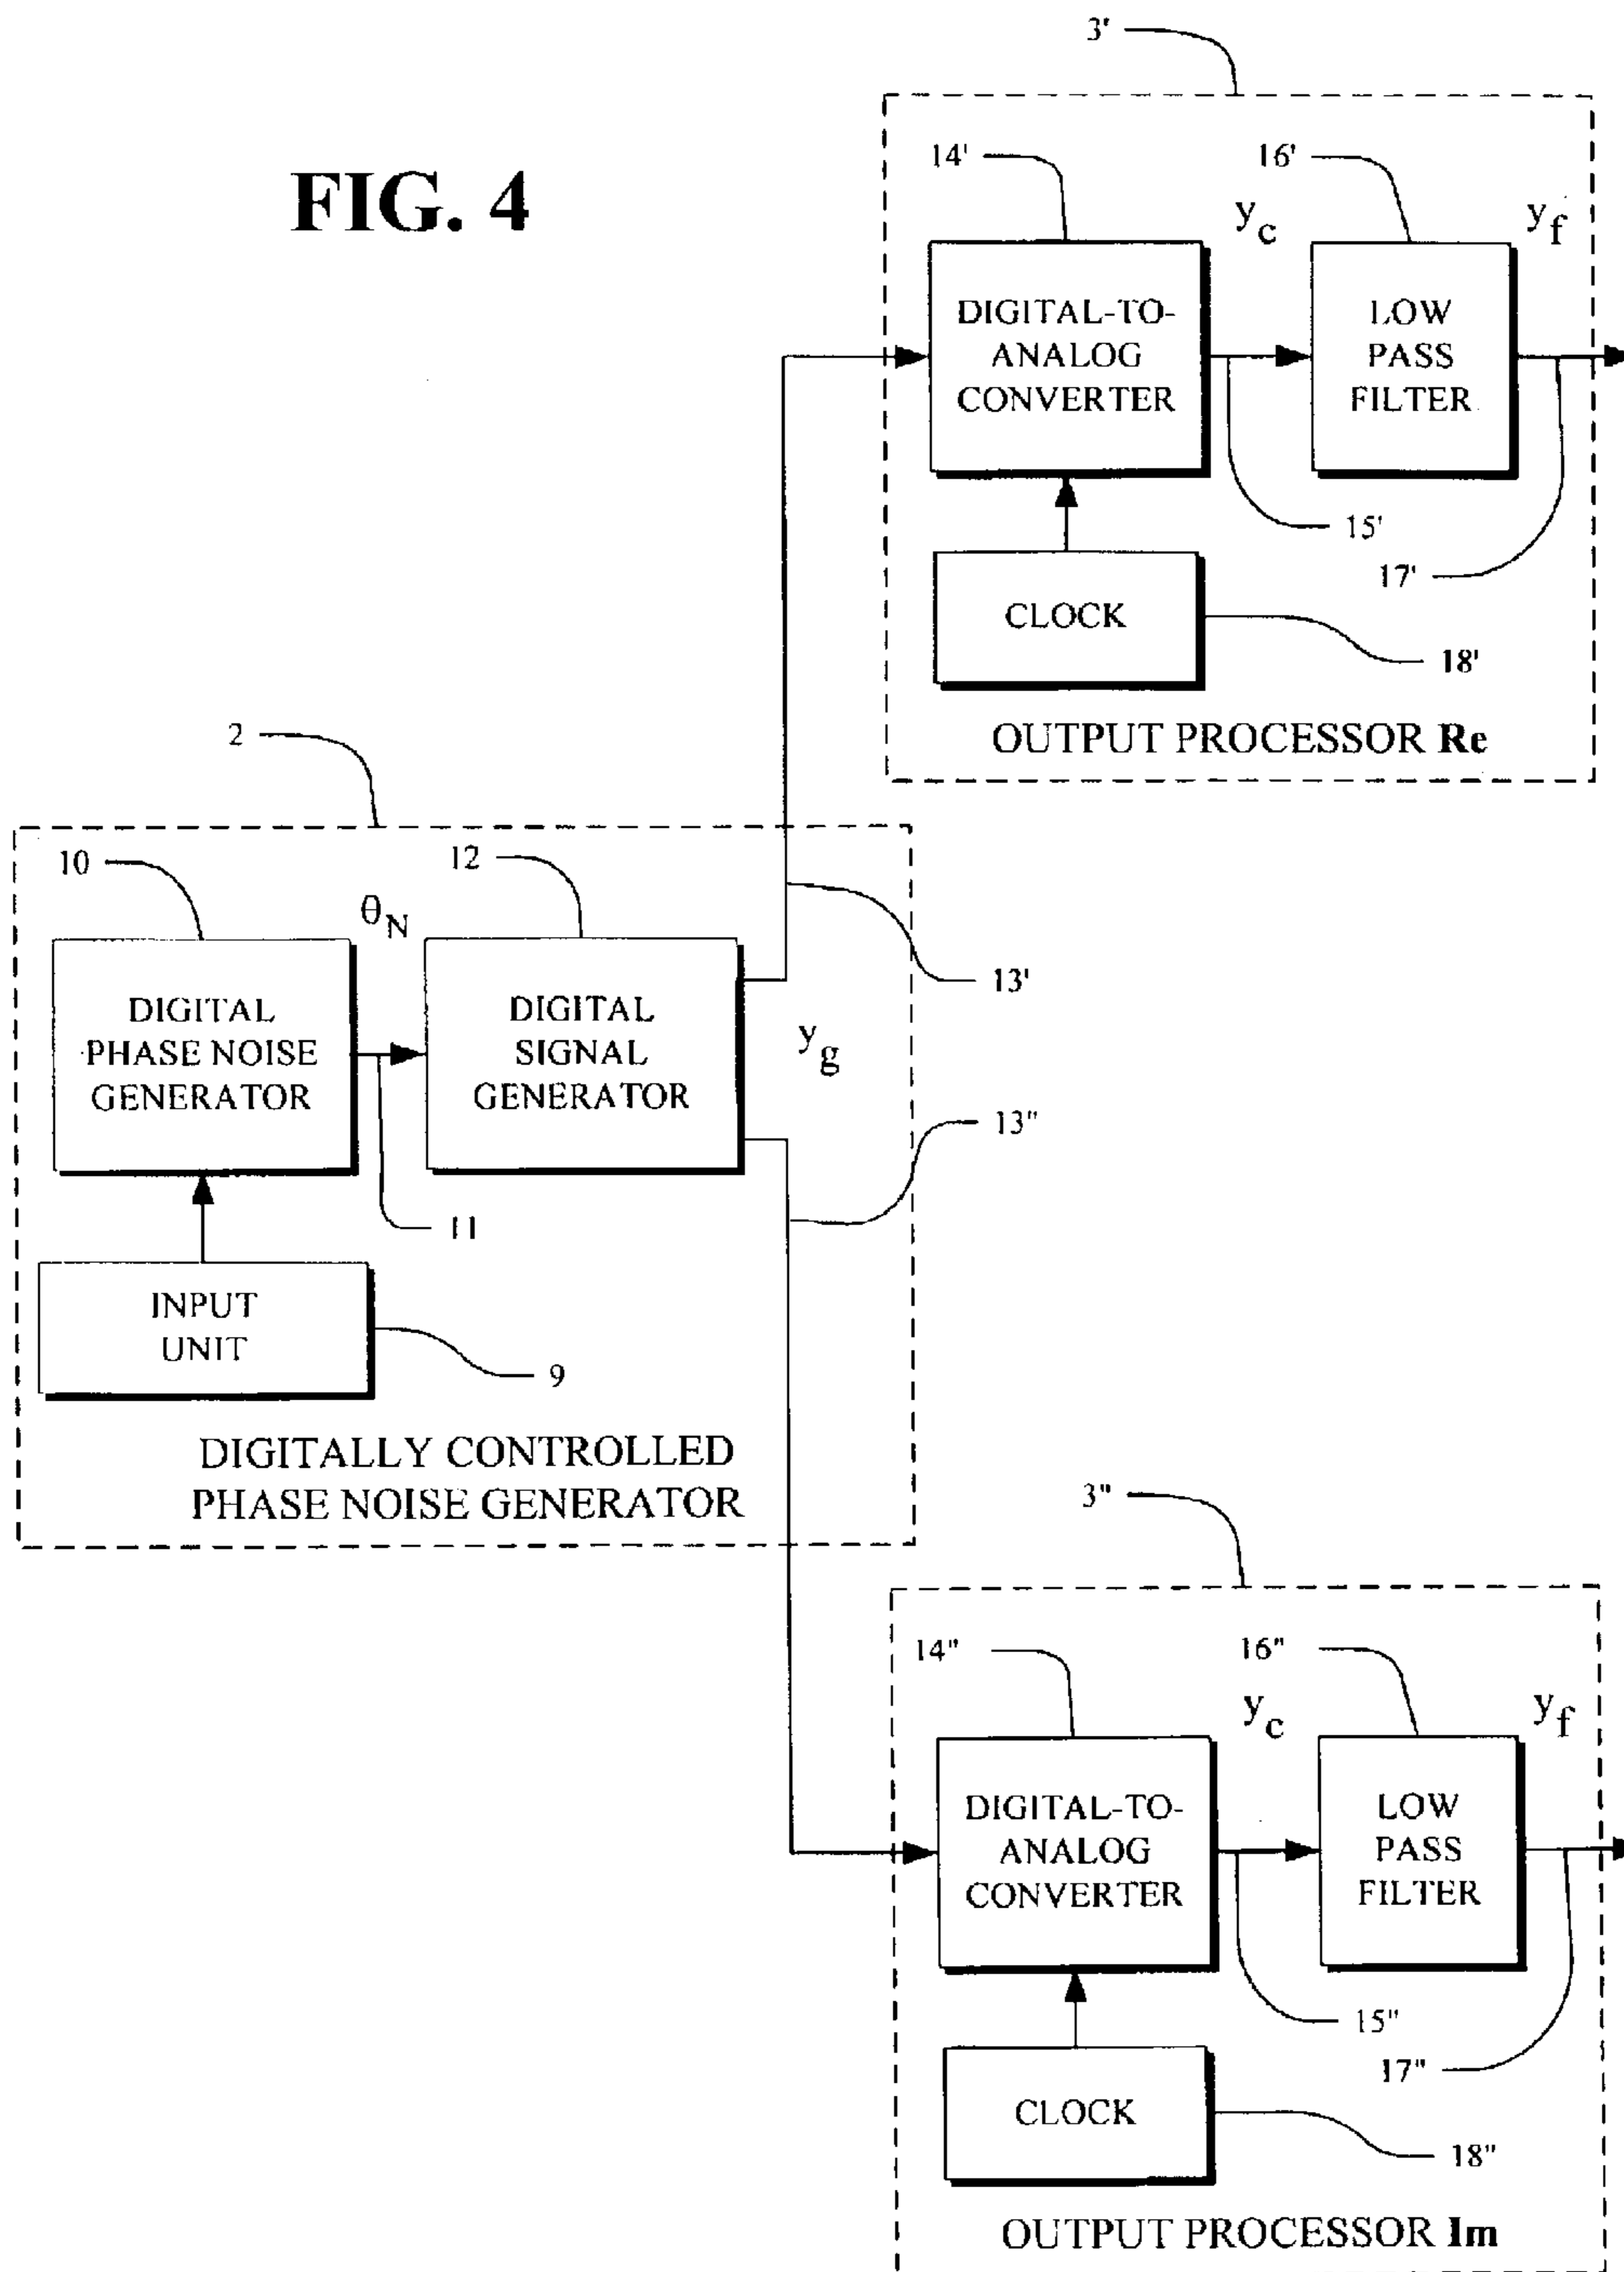 FIG. 4
3'
14'
16'
y_c
y_f
DIGITAL-TO-
ANALOG
CONVERTER
LOW
PASS
FILTER
15'
17'
CLOCK
18'
OUTPUT PROCESSOR Re
2
10
12
θ_N
DIGITAL
PHASE NOISE
GENERATOR
DIGITAL
SIGNAL
GENERATOR
13'
y_g
13"
11
INPUT
UNIT
9
DIGITALLY CONTROLLED
PHASE NOISE GENERATOR
3"
14"
16"
y_c
y_f
DIGITAL-TO-
ANALOG
CONVERTER
LOW
PASS
FILTER
15"
17"
CLOCK
18"
OUTPUT PROCESSOR Im